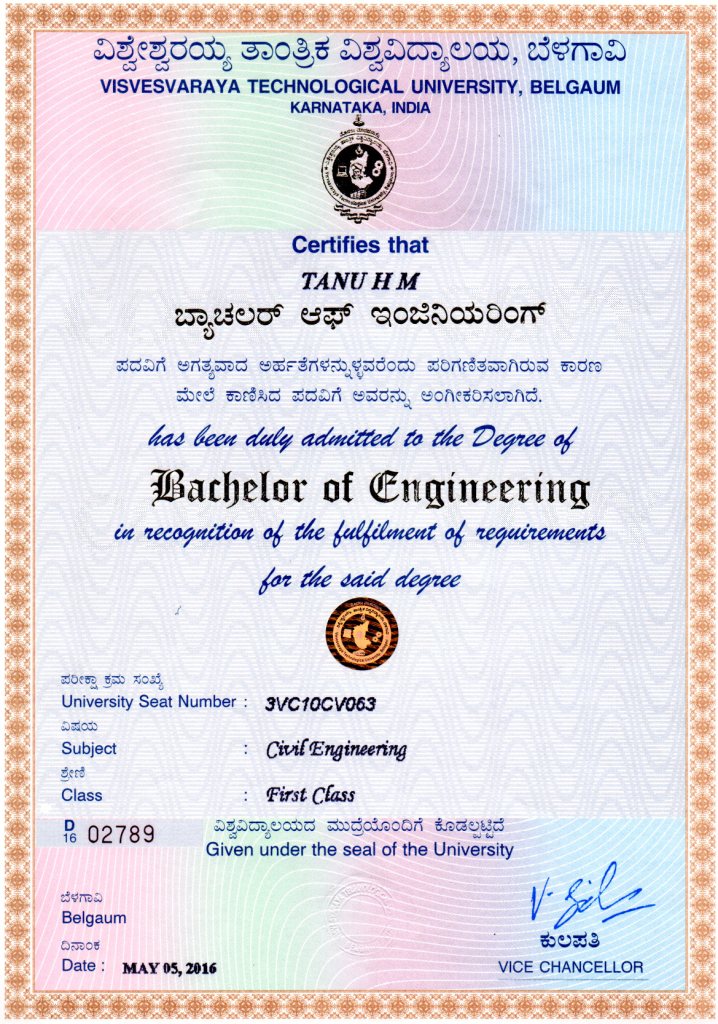 ವಿಶ್ವೇಶ್ವರಯ್ಯ ತಾಂತ್ರಿಕ ವಿಶ್ವವಿದ್ಯಾಲಯ, ಬೆಳಗಾವಿ
VISVESVARAYA TECHNOLOGICAL UNIVERSITY, BELGAUM
KARNATAKA, INDIA
Certifies that
TANU H M
ಬ್ಯಾಚಲರ್ ಆಫ್ ಇಂಜಿನಿಯರಿಂಗ್
ಪದವಿಗೆ ಅಗತ್ಯವಾದ ಅರ್ಹತೆಗಳನ್ನುಳ್ಳವರೆಂದು ಪರಿಗಣಿತವಾಗಿರುವ ಕಾರಣ
ಮೇಲೆ ಕಾಣಿಸಿದ ಪದವಿಗೆ ಅವರನ್ನು ಅಂಗೀಕರಿಸಲಾಗಿದೆ.
has been duly admitted to the Degree of
Bachelor of Engineering
in recognition of the fulfilment of requirements
for the said degree
ಪರೀಕ್ಷಾ ಕ್ರಮ ಸಂಖ್ಯೆ
University Seat Number : 3VC10CV063
ವಿಷಯ
Subject : Civil Engineering
ಶ್ರೇಣಿ
Class : First Class
D 16 02789
ವಿಶ್ವವಿದ್ಯಾಲಯದ ಮುದ್ರೆಯೊಂದಿಗೆ ಕೊಡಲ್ಪಟ್ಟಿದೆ
Given under the seal of the University
ಬೆಳಗಾವಿ
Belgaum
ದಿನಾಂಕ
Date : MAY 05, 2016
ಕುಲಪತಿ
VICE CHANCELLOR